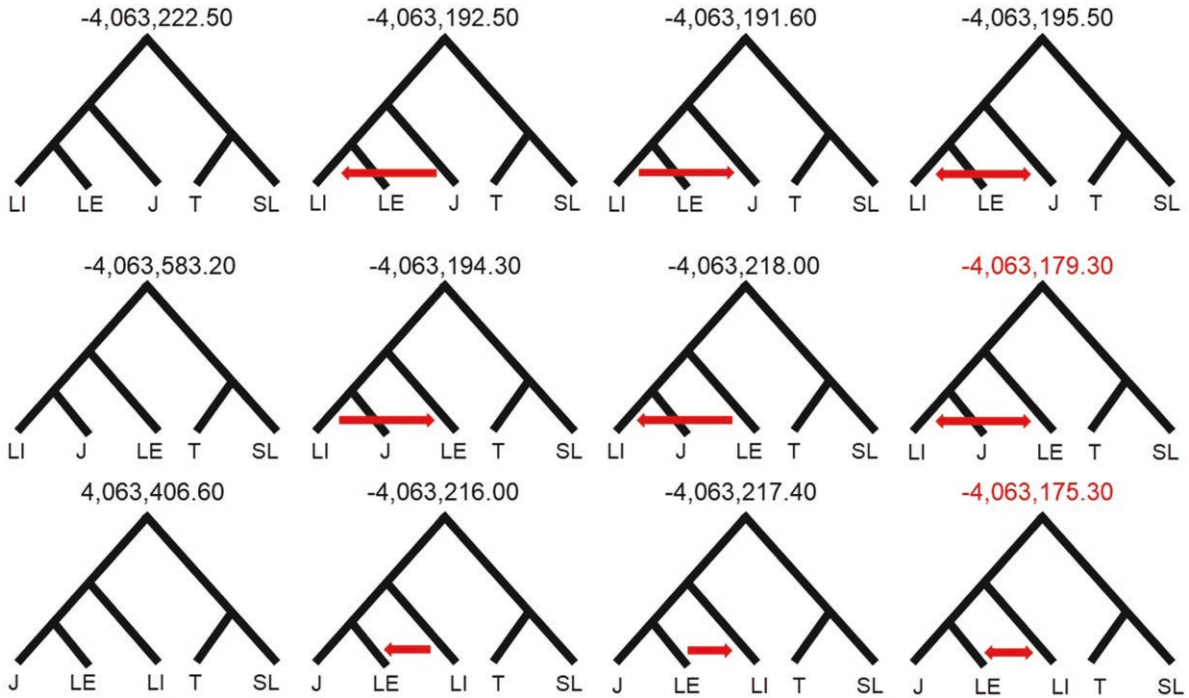 -4,063,222.50 -4,063,192.50 -4,063,191.60 -4,063,195.50
LI LE J T SL LI LE J T SL LI LE J T SL LI LE J T SL
-4,063,583.20 -4,063,194.30 -4,063,218.00 -4,063,179.30
LI J LE T SL LI J LE T SL LI J LE T SL LI J LE T SL
4,063,406.60 -4,063,216.00 -4,063,217.40 -4,063,175.30
J LE LI T SL J LE LI T SL J LE LI T SL J LE LI T SL